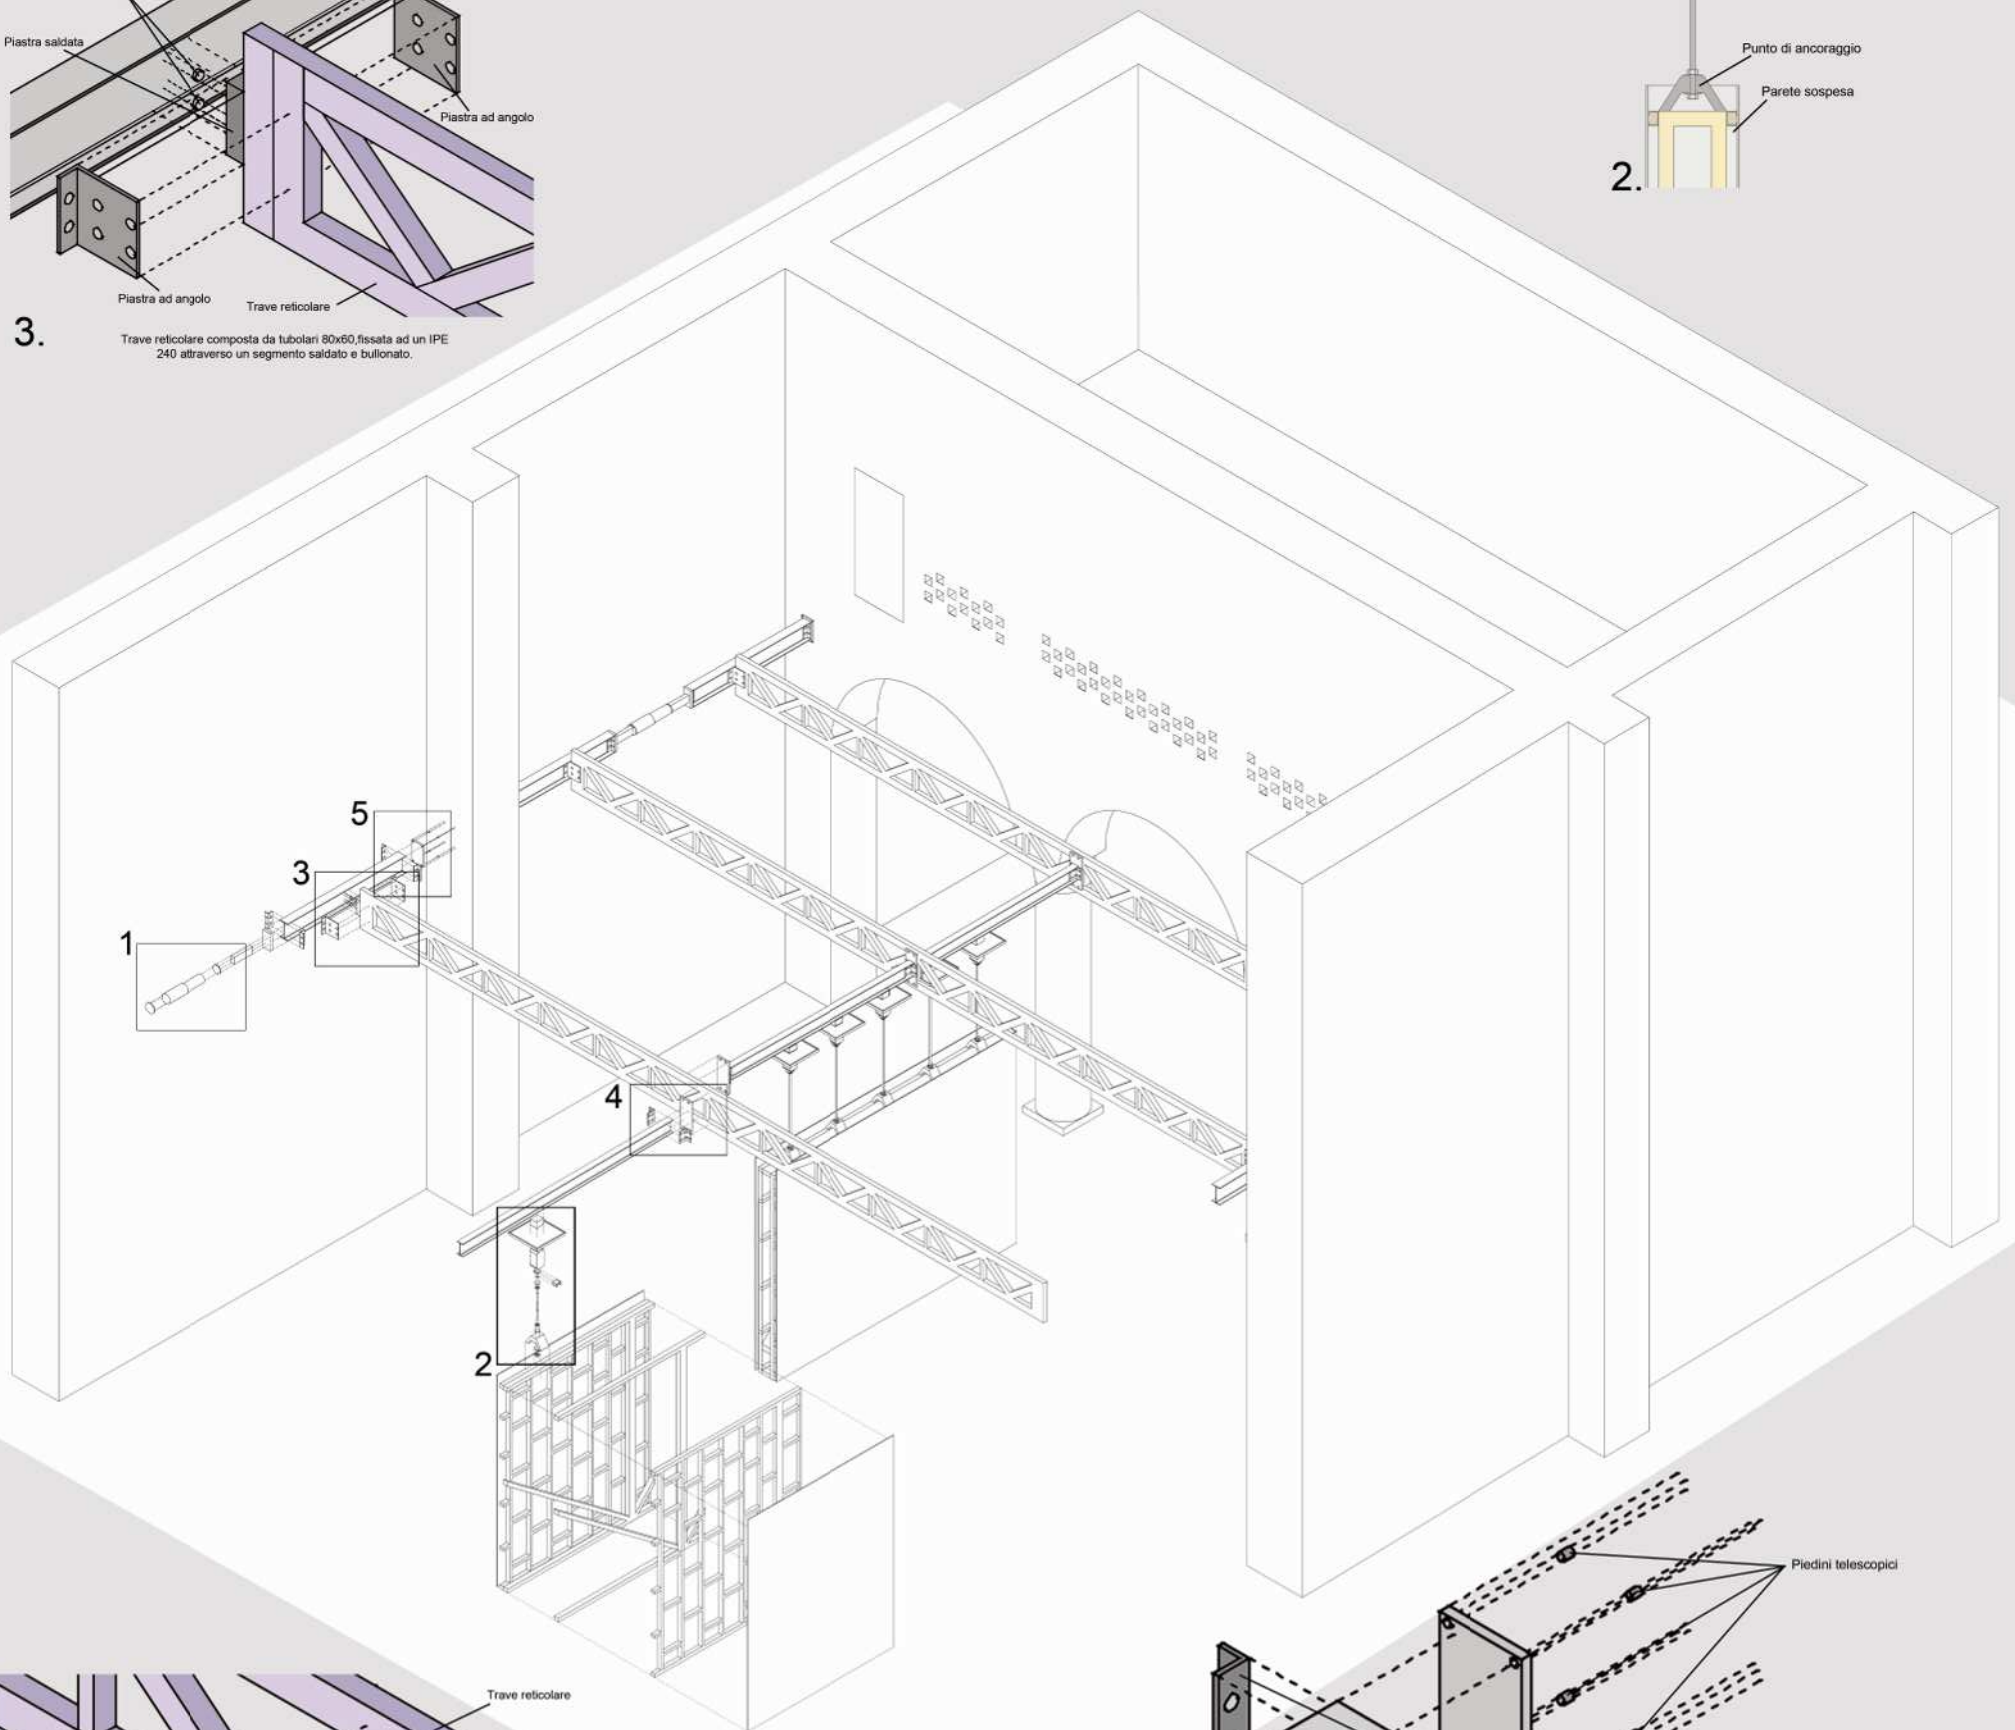 Piastra saldata
Piastra ad angolo
Piastra ad angolo
Trave reticolare
3.
Trave reticolare composta da tubolari 80x60,fissata ad un IPE
240 attraverso un segmento saldato e bullonato.
Punto di ancoraggio
Parete sospesa
2.
5
3
1
4
2
Piedini telescopici
Trave reticolare